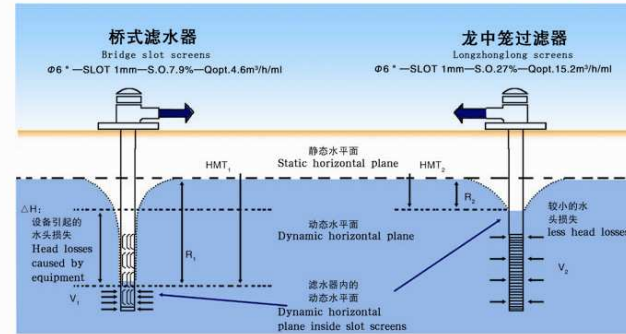 桥式滤水器
Bridge slot screens
Φ6＂—SLOT 1mm—S.O.7.9%—Qopt.4.6m³/h/ml
龙中笼过滤器
Longzhonglong screens
Φ6＂—SLOT 1mm—S.O.27%—Qopt.15.2m³/h/ml
HMT₁
静态水平面
Static horizontal plane
HMT₂
△H:
设备引起的
水头损失
Head losses
caused by
equipment
R₁
动态水平面
Dynamic horizontal plane
R₂
较小的水
头损失
less head losses
V₁
V₂
滤水器内的
动态水平面
Dynamic horizontal
plane inside slot screens